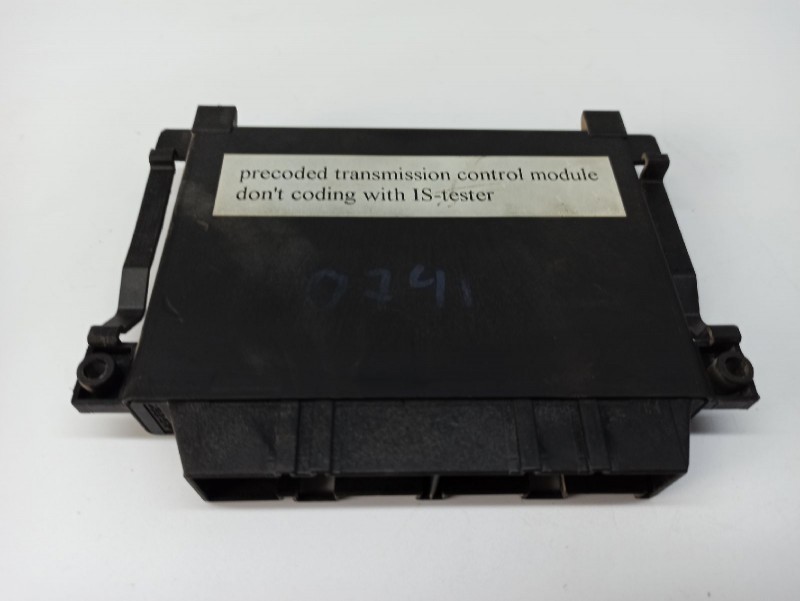 precoded transmission control module
don't coding with IS-tester
0741